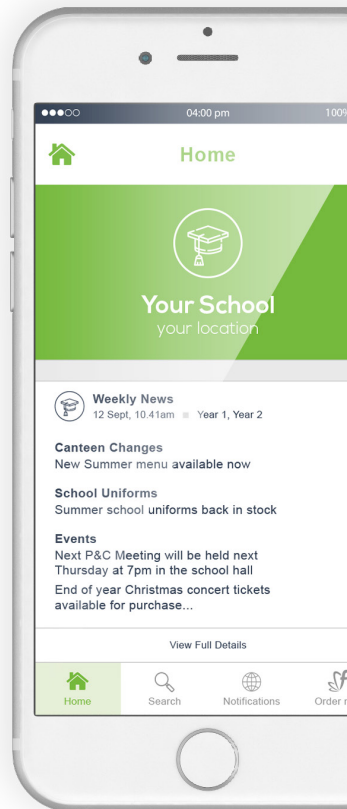 04:00 pm
100%
Home
Your School
your location
Weekly News
12 Sept, 10.41am Year 1, Year 2
Canteen Changes
New Summer menu available now
School Uniforms
Summer school uniforms back in stock
Events
Next P&C Meeting will be held next
Thursday at 7pm in the school hall
End of year Christmas concert tickets
available for purchase...
View Full Details
Home
Search
Notifications
Order